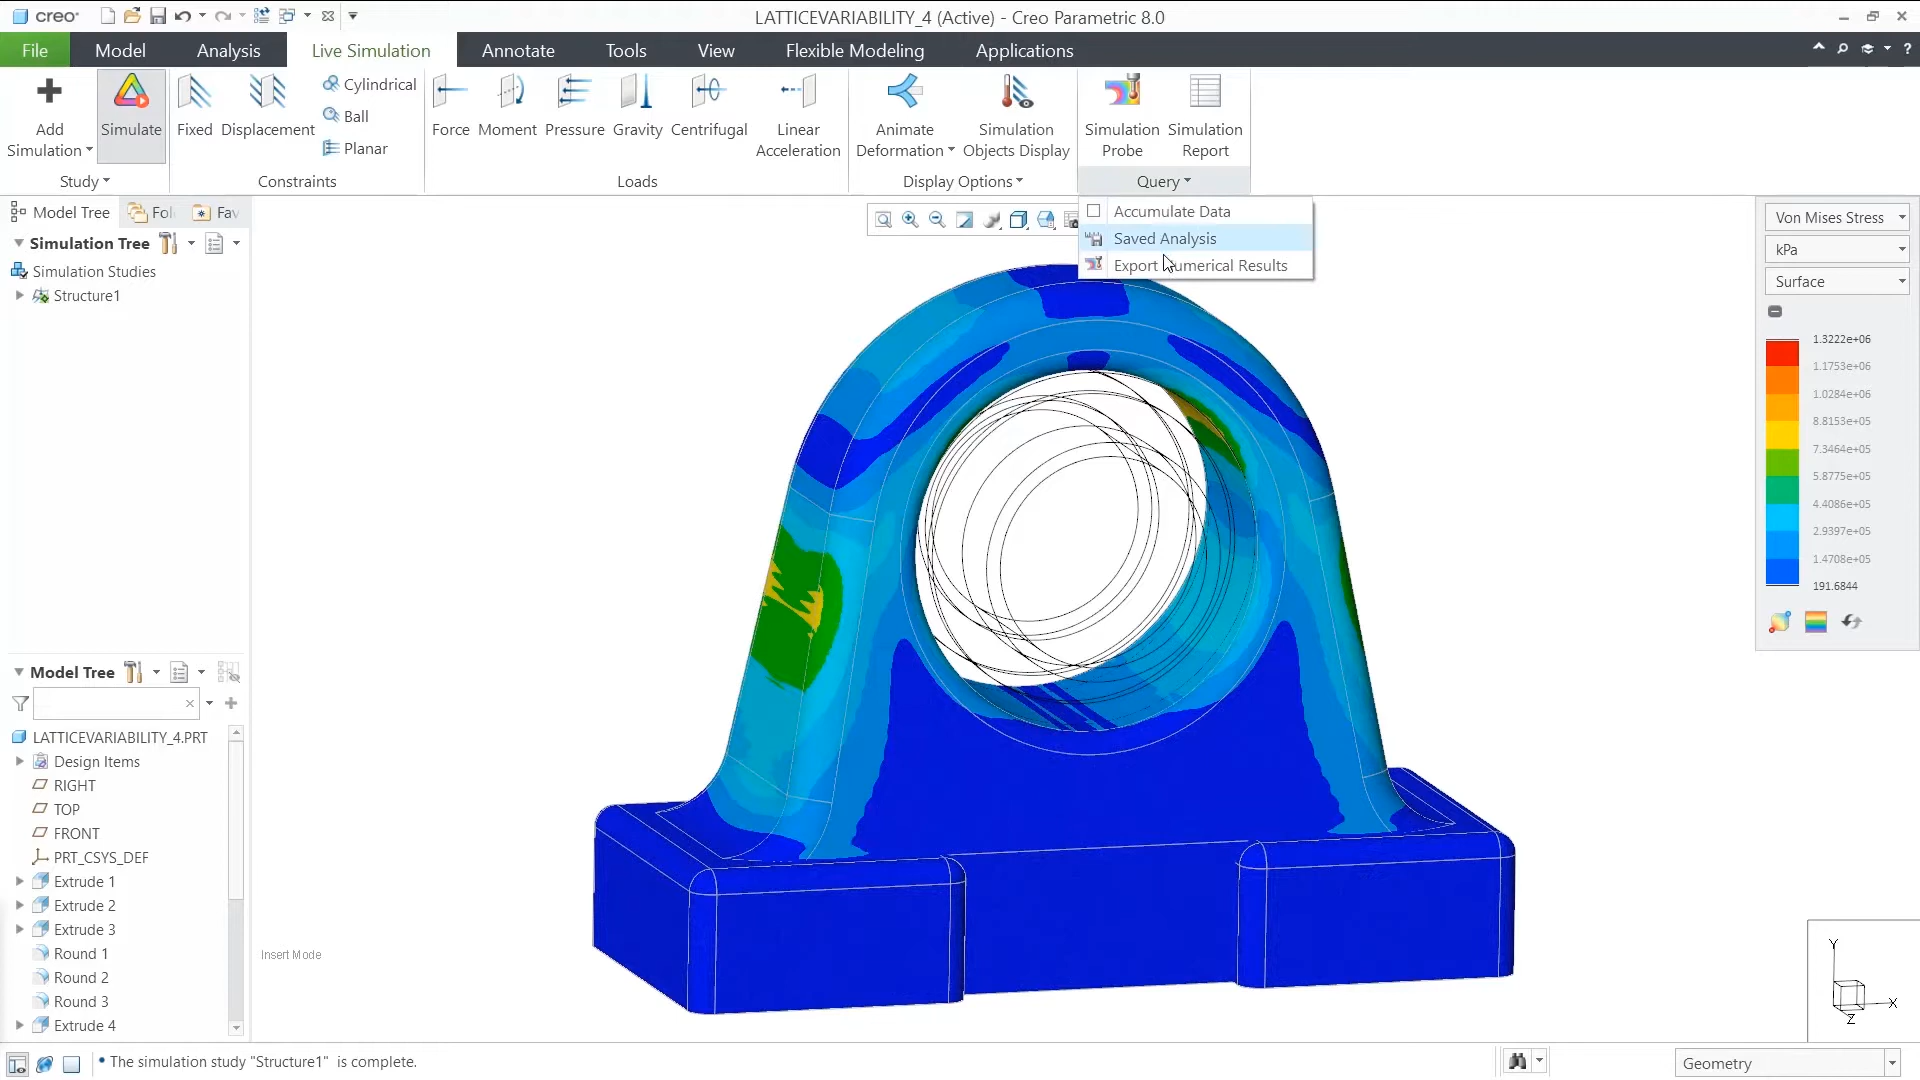 creo LATTICEVARIABILITY_4 (Active) - Creo Parametric 8.0
File Model Analysis Live Simulation Annotate Tools View Flexible Modeling Applications
Add Simulation
Simulate
Fixed
Displacement
Cylindrical
Ball
Planar
Force
Moment
Pressure
Gravity
Centrifugal
Linear Acceleration
Animate Deformation
Simulation Objects Display
Simulation Probe
Simulation Report
Study
Constraints
Loads
Display Options
Query
Accumulate Data
Saved Analysis
Export Numerical Results
Model Tree
Fol
Fav
Simulation Tree
Simulation Studies
Structure1
Von Mises Stress
kPa
Surface
1.3222e+06
1.1753e+06
1.0284e+06
8.8153e+05
7.3464e+05
5.8775e+05
4.4086e+05
2.9397e+05
1.4708e+05
191.6844
Model Tree
LATTICEVARIABILITY_4.PRT
Design Items
RIGHT
TOP
FRONT
PRT_CSYS_DEF
Extrude 1
Extrude 2
Extrude 3
Round 1
Round 2
Round 3
Extrude 4
Insert Mode
Y
X
Z
• The simulation study "Structure1" is complete.
Geometry